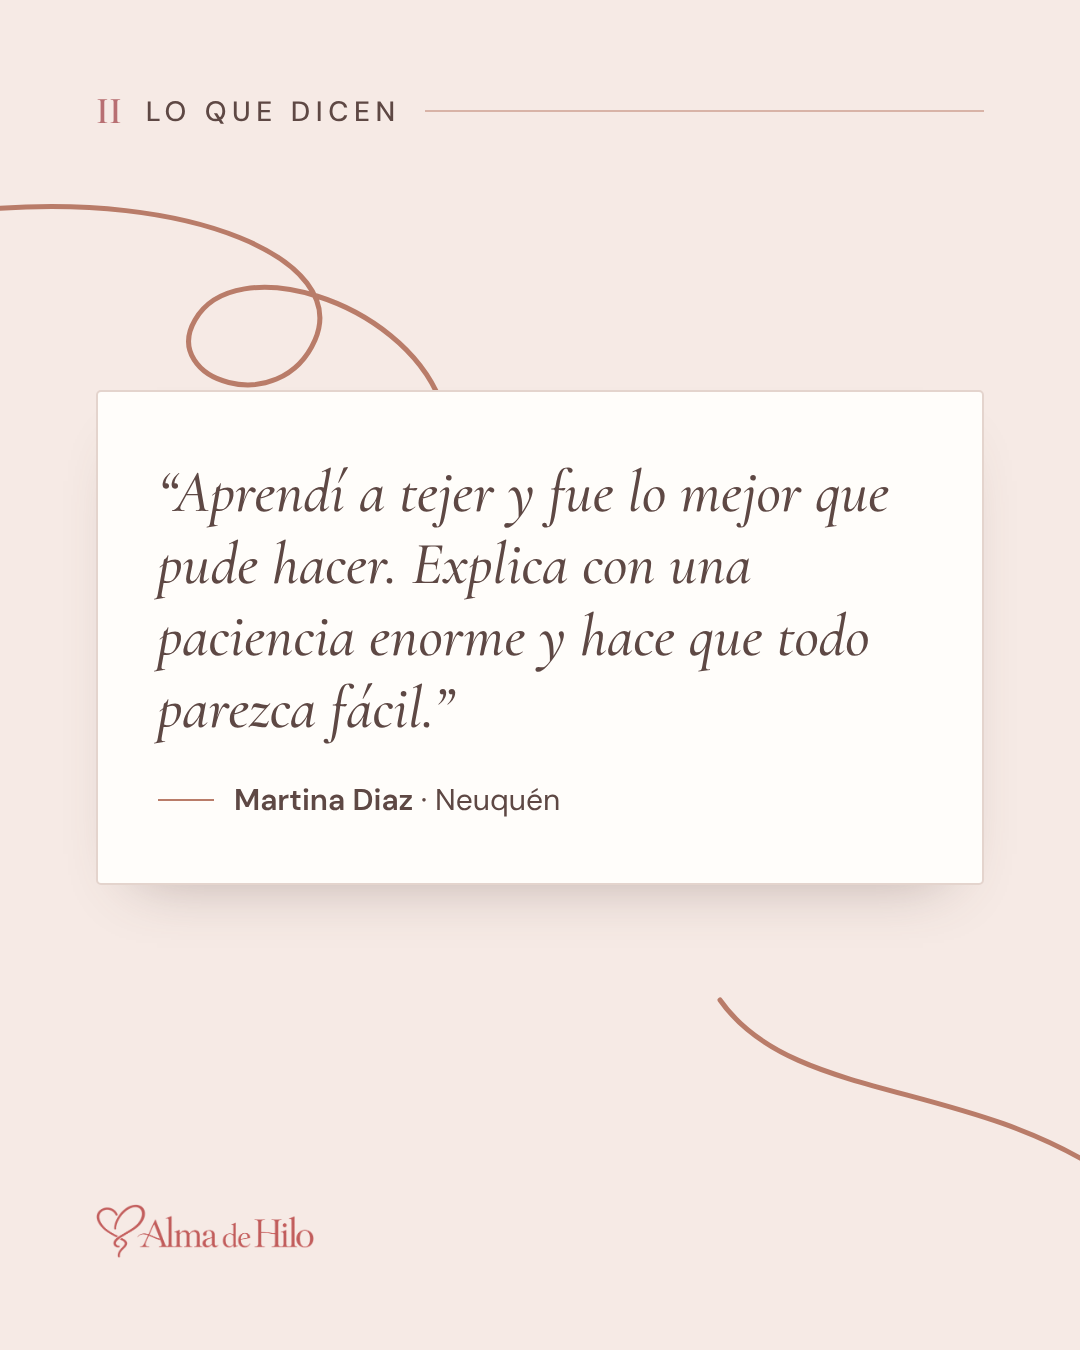 II LO QUE DICEN
“Aprendí a tejer y fue lo mejor que
pude hacer. Explica con una
paciencia enorme y hace que todo
parezca fácil.”
Martina Diaz · Neuquén
Alma de Hilo